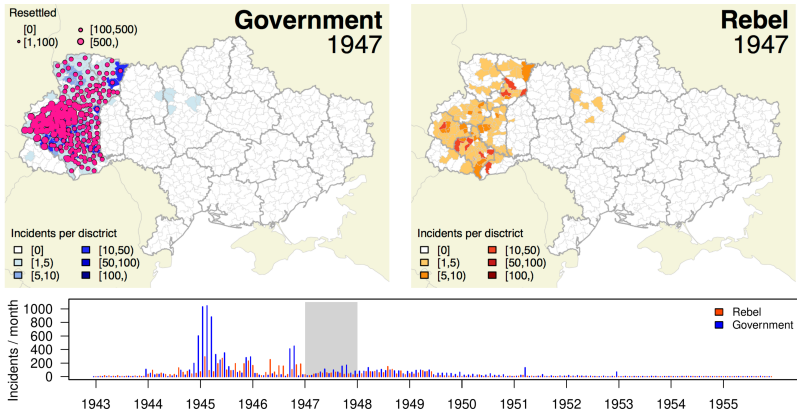 Government
1947
Resettled
[0]
[1,100)
[100,500)
[500,)
Incidents per disctrict
[0]
[1,5)
[5,10)
[10,50)
[50,100)
[100,)
Rebel
1947
Incidents per disctrict
[0]
[1,5)
[5,10)
[10,50)
[50,100)
[100,)
Incidents / month
1000
800
600
400
200
0
Rebel
Government
1943 1944 1945 1946 1947 1948 1949 1950 1951 1952 1953 1954 1955